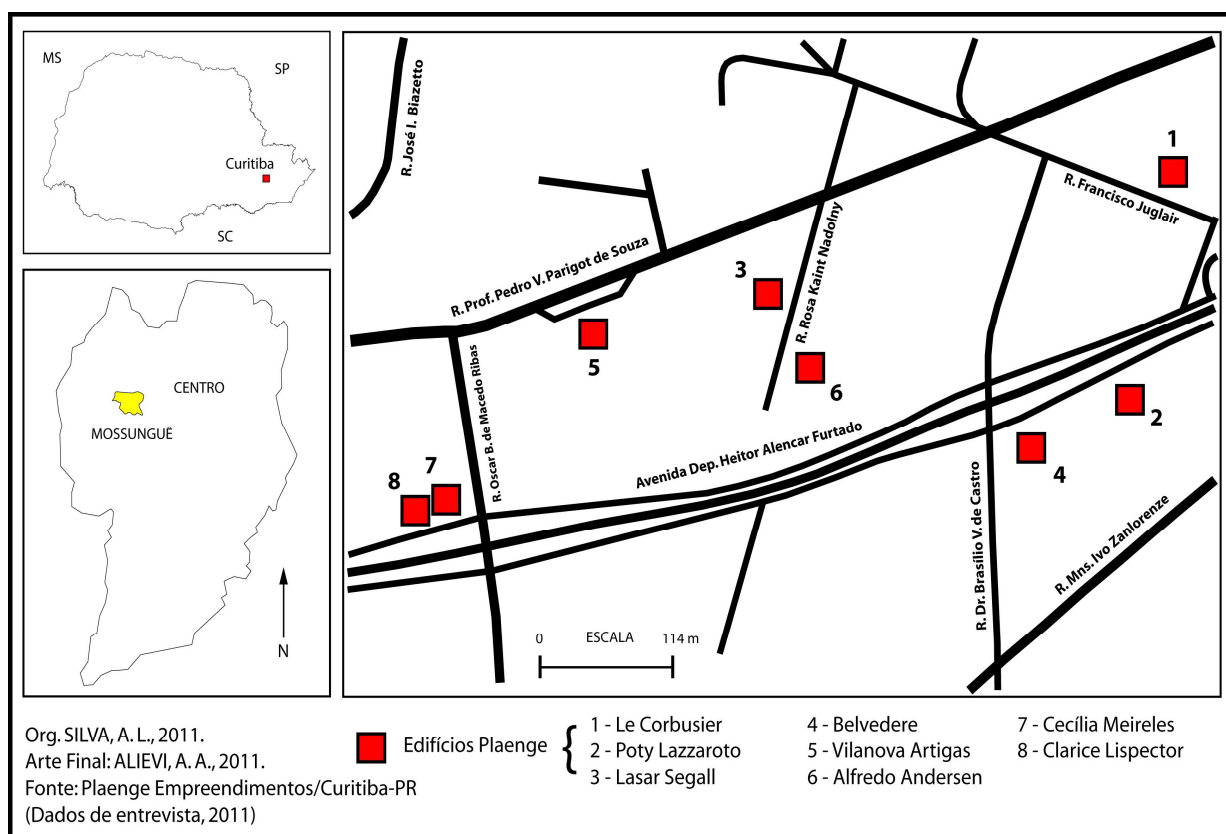 MS
SP
Curitiba
SC
CENTRO
MOSSUNGUÊ
N
R. José I. Biazetto
R. Prof. Pedro V. Parigot de Souza
R. Rosa Kaint Nadolny
R. Francisco Juglair
R. Oscar B. de Macedo Ribas
Avenida Dep. Heitor Alencar Furtado
R. Dr. Brasílio V. de Castro
R. Mns. Ivo Zanlorenze
1
3
5
6
2
4
7
8
0 ESCALA 114 m
Org. SILVA, A. L., 2011.
Arte Final: ALIEVI, A. A., 2011.
Fonte: Plaenge Empreendimentos/Curitiba-PR
(Dados de entrevista, 2011)
Edifícios Plaenge {
1 - Le Corbusier
2 - Poty Lazzaroto
3 - Lasar Segall
4 - Belvedere
5 - Vilanova Artigas
6 - Alfredo Andersen
7 - Cecília Meireles
8 - Clarice Lispector